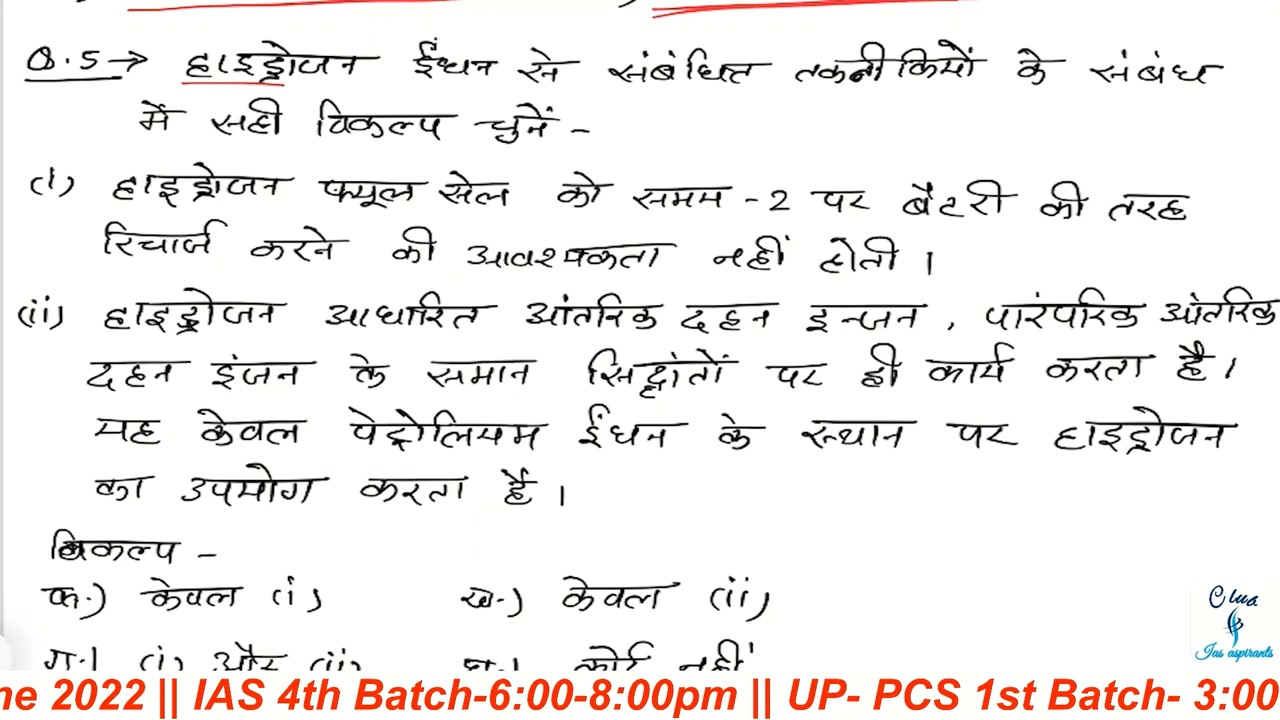 Q.5→ हाइड्रोजन ईंधन से संबंधित तकनीकियों के संबंध
में सही विकल्प चुनें -
(i) हाइड्रोजन फ्यूल सेल को समय-2 पर बैटरी की तरह
रिचार्ज करने की आवश्यकता नहीं होती।
(ii) हाइड्रोजन आधारित आंतरिक दहन इन्जन, पारंपरिक आंतरिक
दहन इंजन के समान सिद्धांतों पर ही कार्य करता है।
यह केवल पेट्रोलियम ईंधन के स्थान पर हाइड्रोजन
का उपयोग करता है।
विकल्प -
क.) केवल (i) ख.) केवल (ii)
ग.) (i) और (ii) घ.) कोई नहीं
Clue
Ias aspirants
ne 2022 || IAS 4th Batch-6:00-8:00pm || UP- PCS 1st Batch- 3:00